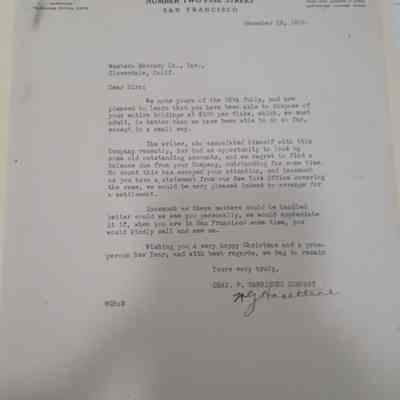 NUMBER TWO PINE STREET
SAN FRANCISCO
December
Western Mercury Co., Inc.,
Cloverdale, Calif.
Dear Sirs:
We have yours of the 16th fully, and are
pleased to learn that you have been able to dispose of
your entire holdings at $100 per flask, which, we must
admit, is better than we have been able to do so far,
except in a small way.
The writer, who associated himself with this
Company recently, has had an opportunity to look up
some old outstanding accounts, and we regret to find a
balance due from your Company, outstanding for some time.
No doubt this has escaped your attention, and inasmuch
as you have a statement from our New York Office covering
the same, we would be very pleased indeed to arrange for
a settlement.
Inasmuch as these matters could be handled
better could we see you personally, we would appreciate
it if, when you are in San Francisco some time, you
would kindly call and see me.
Wishing you a very happy Christmas and a pros-
perous New Year, and with best regards, we beg to remain
Yours very truly,
CHAS. F. GARRIGUES COMPANY